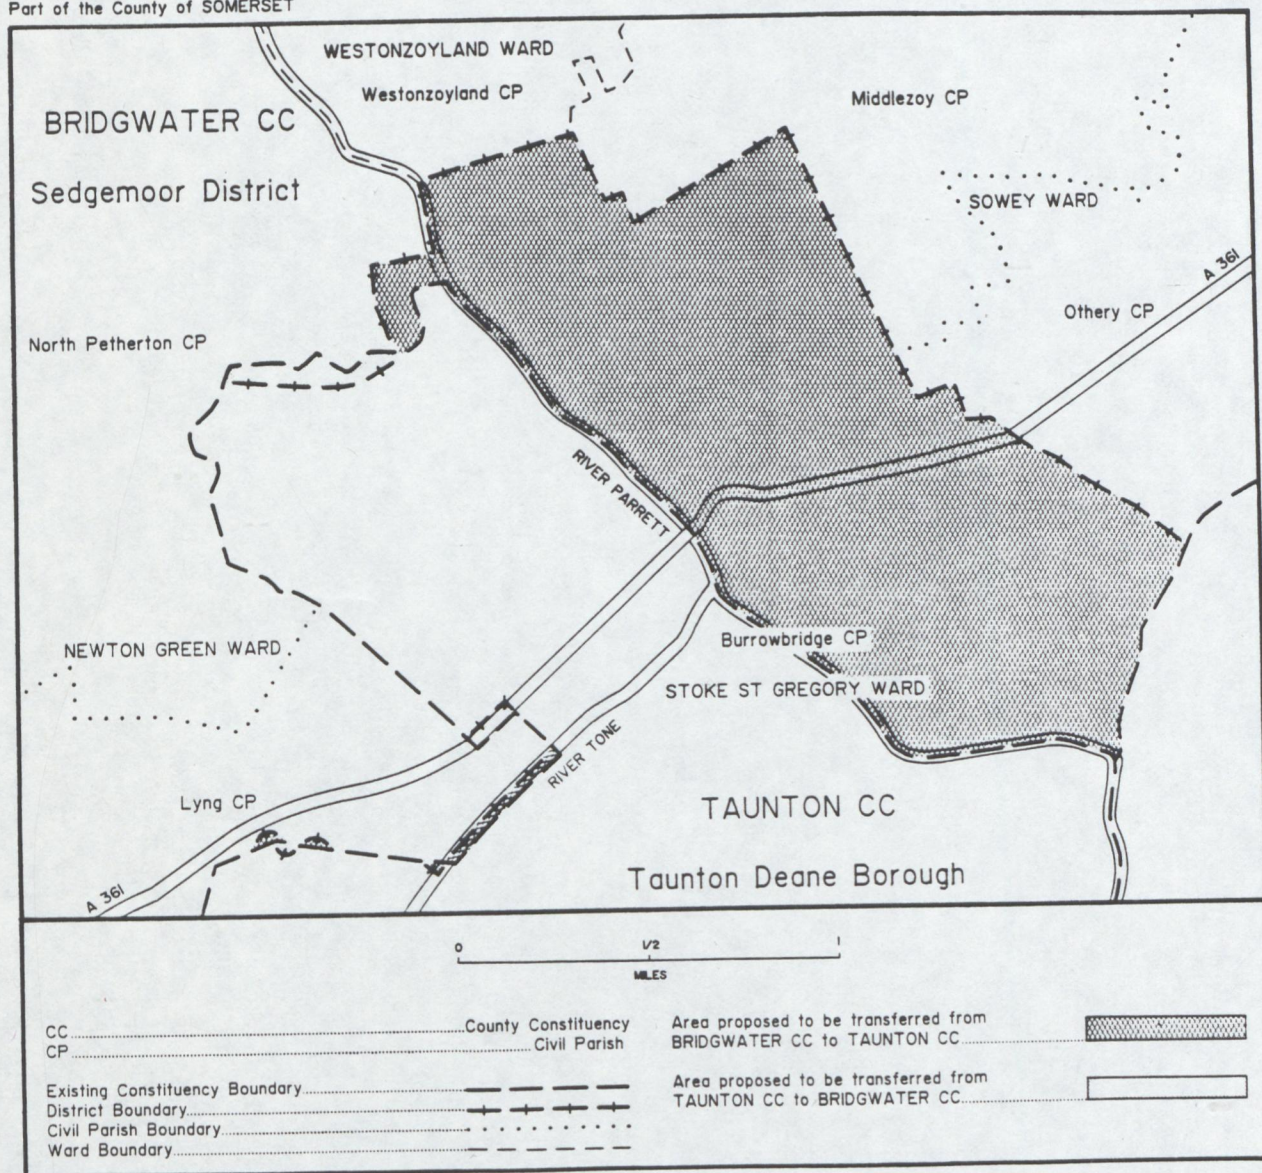 Part of the County of SOMERSET
WESTONZOYLAND WARD
Westonzoyland CP
Middlezoy CP
BRIDGWATER CC
Sedgemoor District
SOWEY WARD
A 361
Othery CP
North Petherton CP
RIVER PARRETT
NEWTON GREEN WARD
Burrowbridge CP
STOKE ST GREGORY WARD
RIVER TONE
Lyng CP
TAUNTON CC
Taunton Deane Borough
A 361
0 1/2 1
MILES
CC County Constituency
CP Civil Parish
Existing Constituency Boundary
District Boundary
Civil Parish Boundary
Ward Boundary
Area proposed to be transferred from
BRIDGWATER CC to TAUNTON CC
Area proposed to be transferred from
TAUNTON CC to BRIDGWATER CC